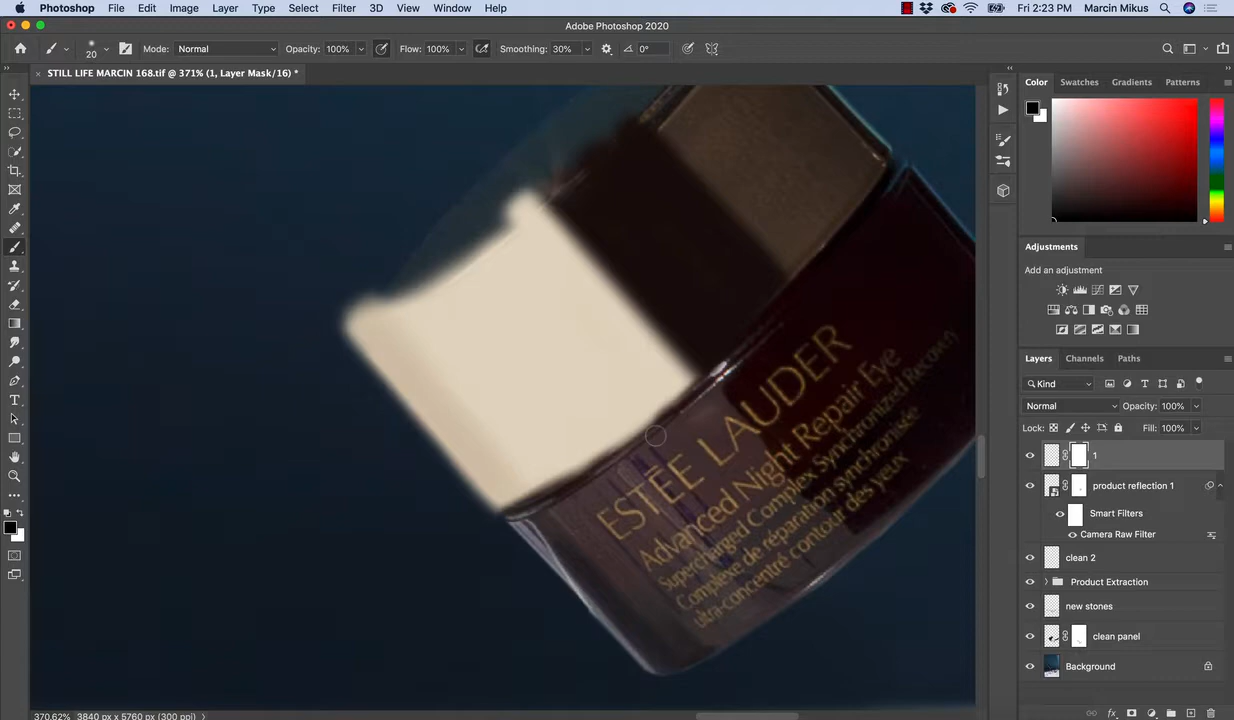 Photoshop File Edit Image Layer Type Select Filter 3D View Window Help Fri 2:23 PM Marcin Mikus
Adobe Photoshop 2020
20 Mode: Normal Opacity: 100% Flow: 100% Smoothing: 30% 0°
STILL LIFE MARCIN 168.tif @ 371% (1, Layer Mask/16) *
Color Swatches Gradients Patterns
Adjustments
Add an adjustment
Layers Channels Paths
Kind
Normal Opacity: 100%
Lock: Fill: 100%
1
product reflection 1
Smart Filters
Camera Raw Filter
clean 2
Product Extraction
new stones
clean panel
Background
ESTĒE LAUDER
Advanced Night Repair Eye
Supercharged Complex Synchronized Recovery
Complexe de réparation synchronisée
ultra-concentré contour des yeux
370.62% 3840 px x 5760 px (300 ppi)